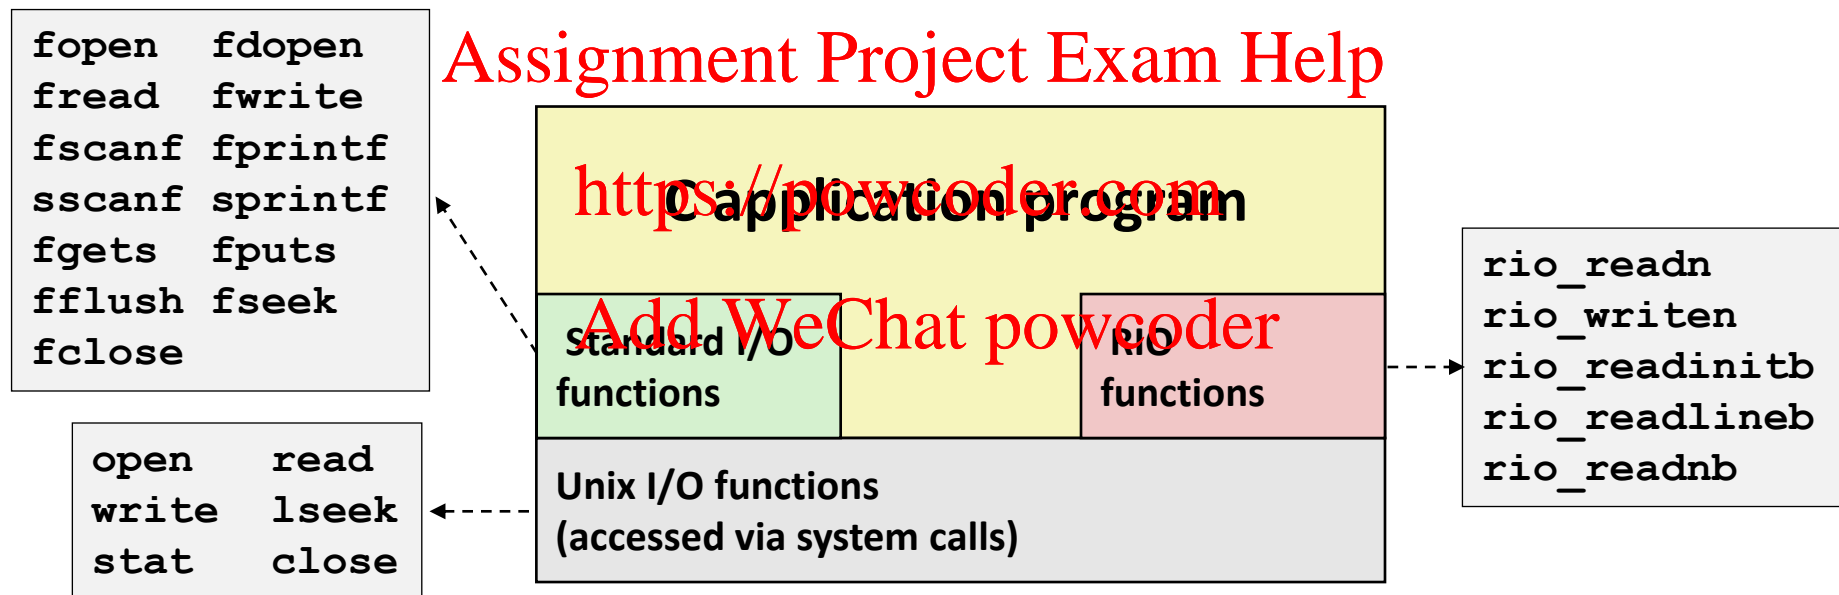 fopen fdopen
fread fwrite
fscanf fprintf
sscanf sprintf
fgets fputs
fflush fseek
fclose
Assignment Project Exam Help
https://powcoder.com
C application program
Add WeChat powcoder
Standard I/O
functions
RIO
functions
rio_readn
rio_writen
rio_readinitb
rio_readlineb
rio_readnb
open read
write lseek
stat close
Unix I/O functions
(accessed via system calls)